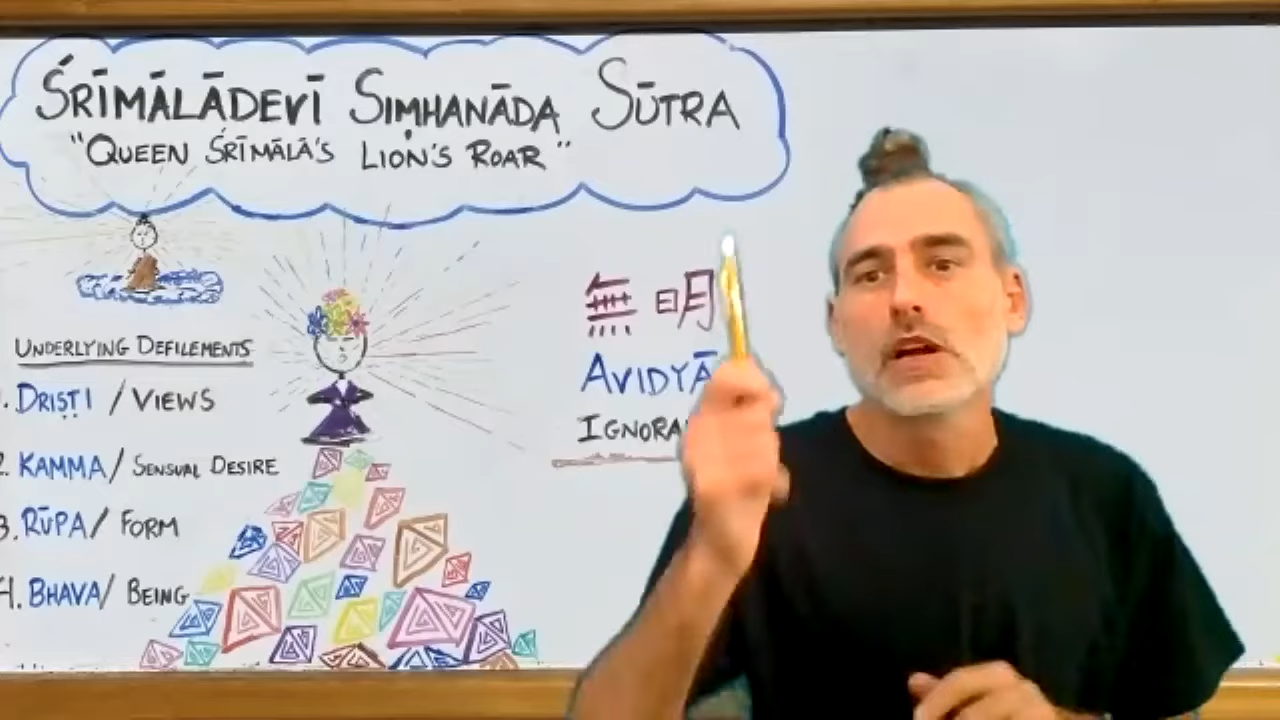 ŚRĪMĀLĀDEVĪ SIṂHANĀDA SŪTRA
"QUEEN ŚRĪMĀLĀ'S LION'S ROAR"
UNDERLYING DEFILEMENTS
1. DRIṢṬI / VIEWS
2. KAMMA / SENSUAL DESIRE
3. RŪPA / FORM
4. BHAVA / BEING
無明
AVIDYĀ